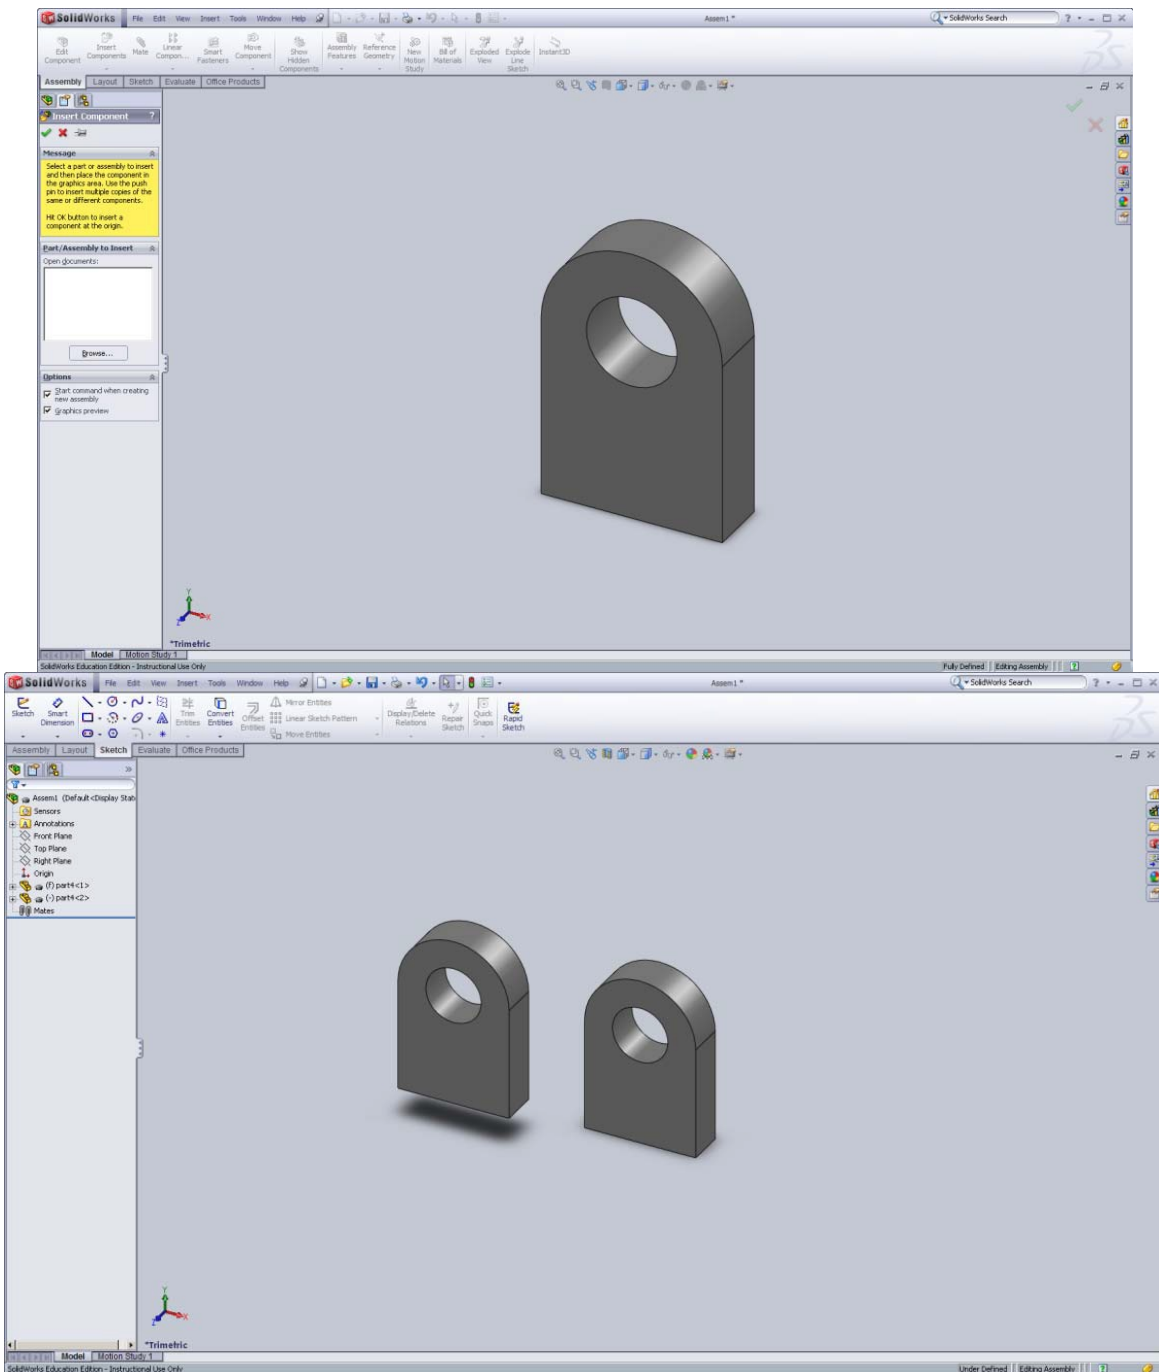 SolidWorks File Edit View Insert Tools Window Help Assem1 * SolidWorks Search ?
Edit Component Insert Components Mate Linear Compon... Smart Fasteners Move Component Show Hidden Components Assembly Features Reference Geometry New Motion Study Bill of Materials Exploded View Explode Line Sketch Instant3D
Assembly Layout Sketch Evaluate Office Products
Insert Component ?
Message
Select a part or assembly to insert
and then place the component in
the graphics area. Use the push
pin to insert multiple copies of the
same or different components.
Hit OK button to insert a
component at the origin.
Part/Assembly to Insert
Open documents:
Browse...
Options
Start command when creating
new assembly
Graphics preview
Y
X
Z
*Trimetric
Model Motion Study 1
SolidWorks Education Edition - Instructional Use Only Fully Defined Editing Assembly ?
SolidWorks File Edit View Insert Tools Window Help Assem1 * SolidWorks Search ?
Sketch Smart Dimension Trim Entities Convert Entities Offset Entities Mirror Entities Linear Sketch Pattern Move Entities Display/Delete Relations Repair Sketch Quick Snaps Rapid Sketch
Assembly Layout Sketch Evaluate Office Products
Assem1 (Default<Display Stat
Sensors
A Annotations
Front Plane
Top Plane
Right Plane
Origin
(f) part4<1>
(-) part4<2>
Mates
Y
X
Z
*Trimetric
Model Motion Study 1
SolidWorks Education Edition - Instructional Use Only Under Defined Editing Assembly ?